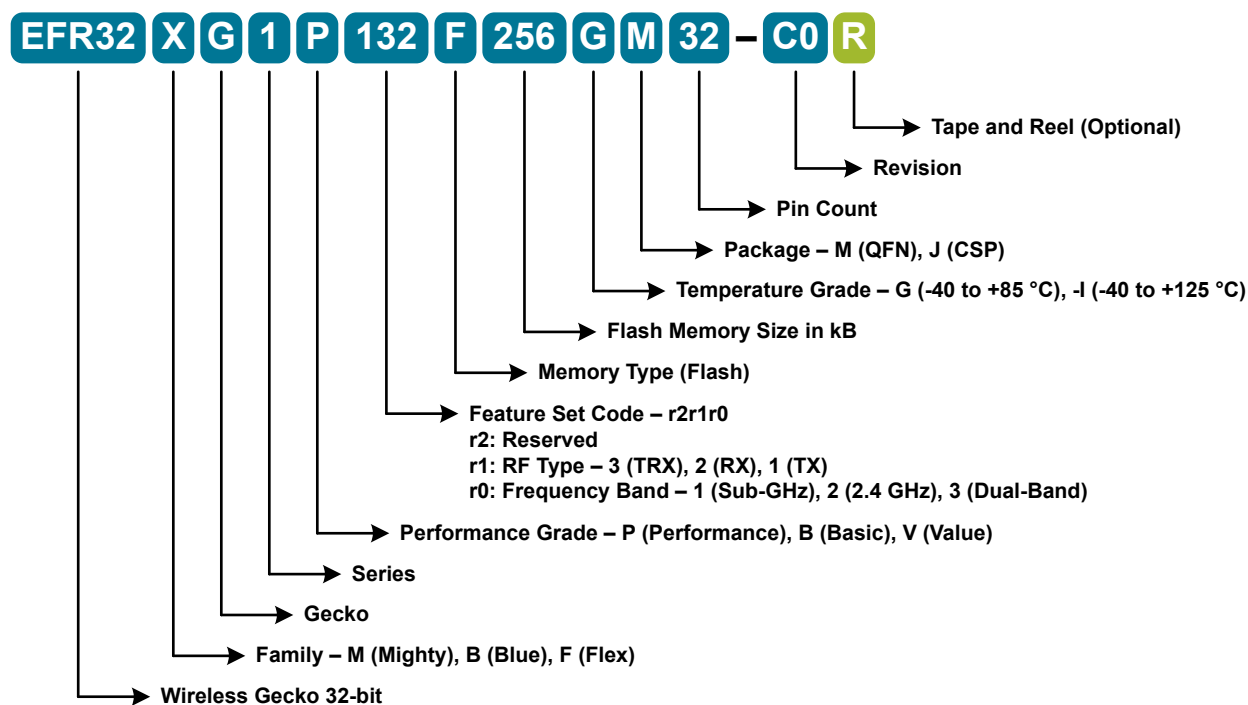 EFR32 X G 1 P 132 F 256 G M 32 – C0 R
Tape and Reel (Optional)
Revision
Pin Count
Package – M (QFN), J (CSP)
Temperature Grade – G (-40 to +85 °C), -I (-40 to +125 °C)
Flash Memory Size in kB
Memory Type (Flash)
Feature Set Code – r2r1r0
r2: Reserved
r1: RF Type – 3 (TRX), 2 (RX), 1 (TX)
r0: Frequency Band – 1 (Sub-GHz), 2 (2.4 GHz), 3 (Dual-Band)
Performance Grade – P (Performance), B (Basic), V (Value)
Series
Gecko
Family – M (Mighty), B (Blue), F (Flex)
Wireless Gecko 32-bit